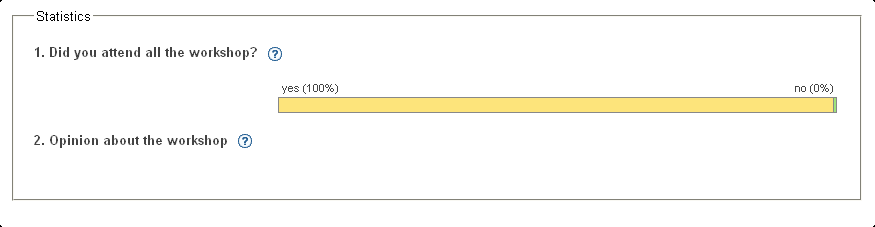 Statistics
1. Did you attend all the workshop? ?
yes (100%) no (0%)
2. Opinion about the workshop ?